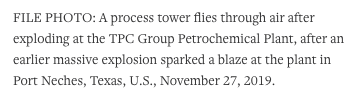 FILE PHOTO: A process tower flies through air after
exploding at the TPC Group Petrochemical Plant, after an
earlier massive explosion sparked a blaze at the plant in
Port Neches, Texas, U.S., November 27, 2019.